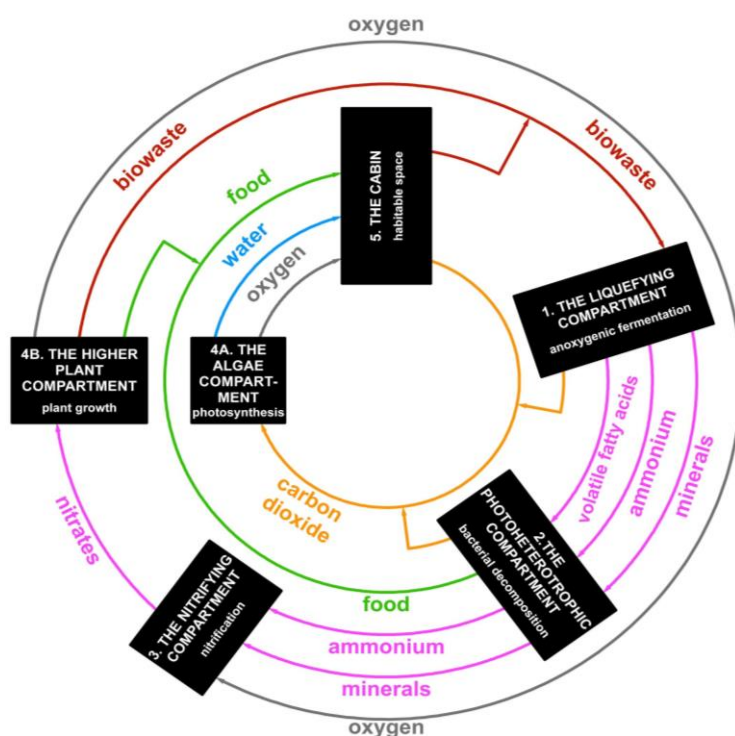 oxygen
biowaste
biowaste
food
water
oxygen
5. THE CABIN
habitable space
1. THE LIQUEFYING
COMPARTMENT
anoxygenic fermentation
4B. THE HIGHER
PLANT
COMPARTMENT
plant growth
4A. THE
ALGAE
COMPART-
MENT
photosynthesis
volatile fatty acids
ammonium
minerals
carbon
dioxide
2.THE
PHOTOHETEROTROPHIC
COMPARTMENT
bacterial decomposition
nitrates
3. THE NITRIFYING
COMPARTMENT
nitrification
food
ammonium
minerals
oxygen